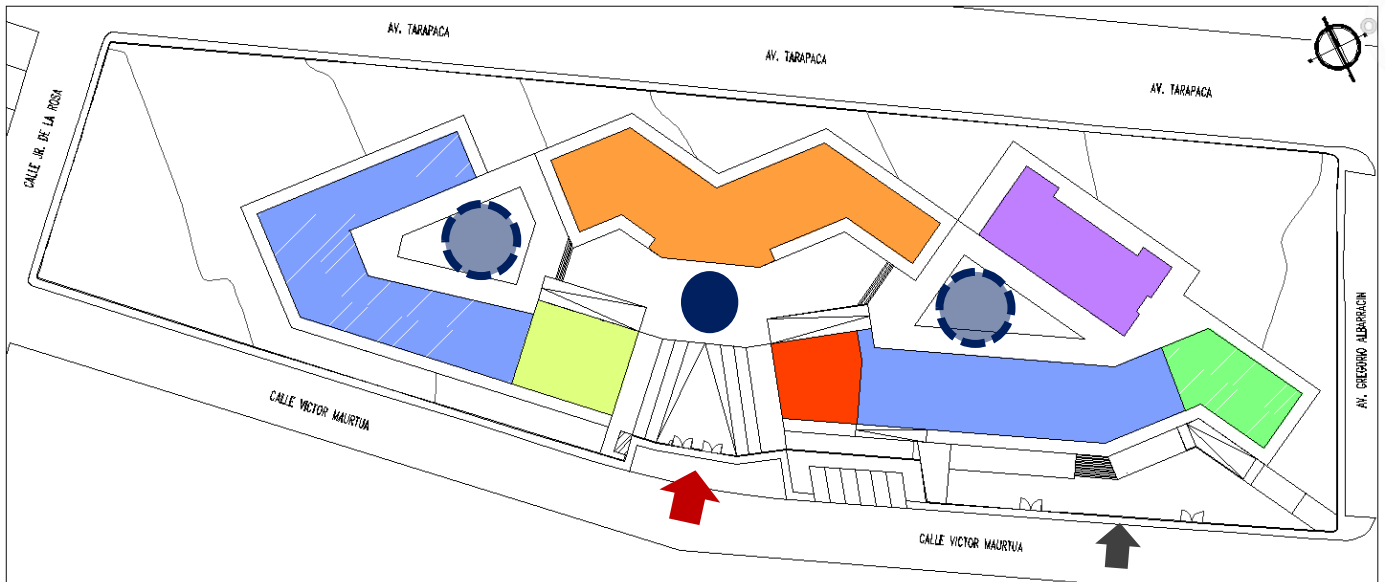 AV. TARAPACA
AV. TARAPACA
AV. TARAPACA
CALLE JR. DE LA ROSA
AV. GREGORIO ALBARRACIN
CALLE VICTOR MAURTUA
CALLE VICTOR MAURTUA